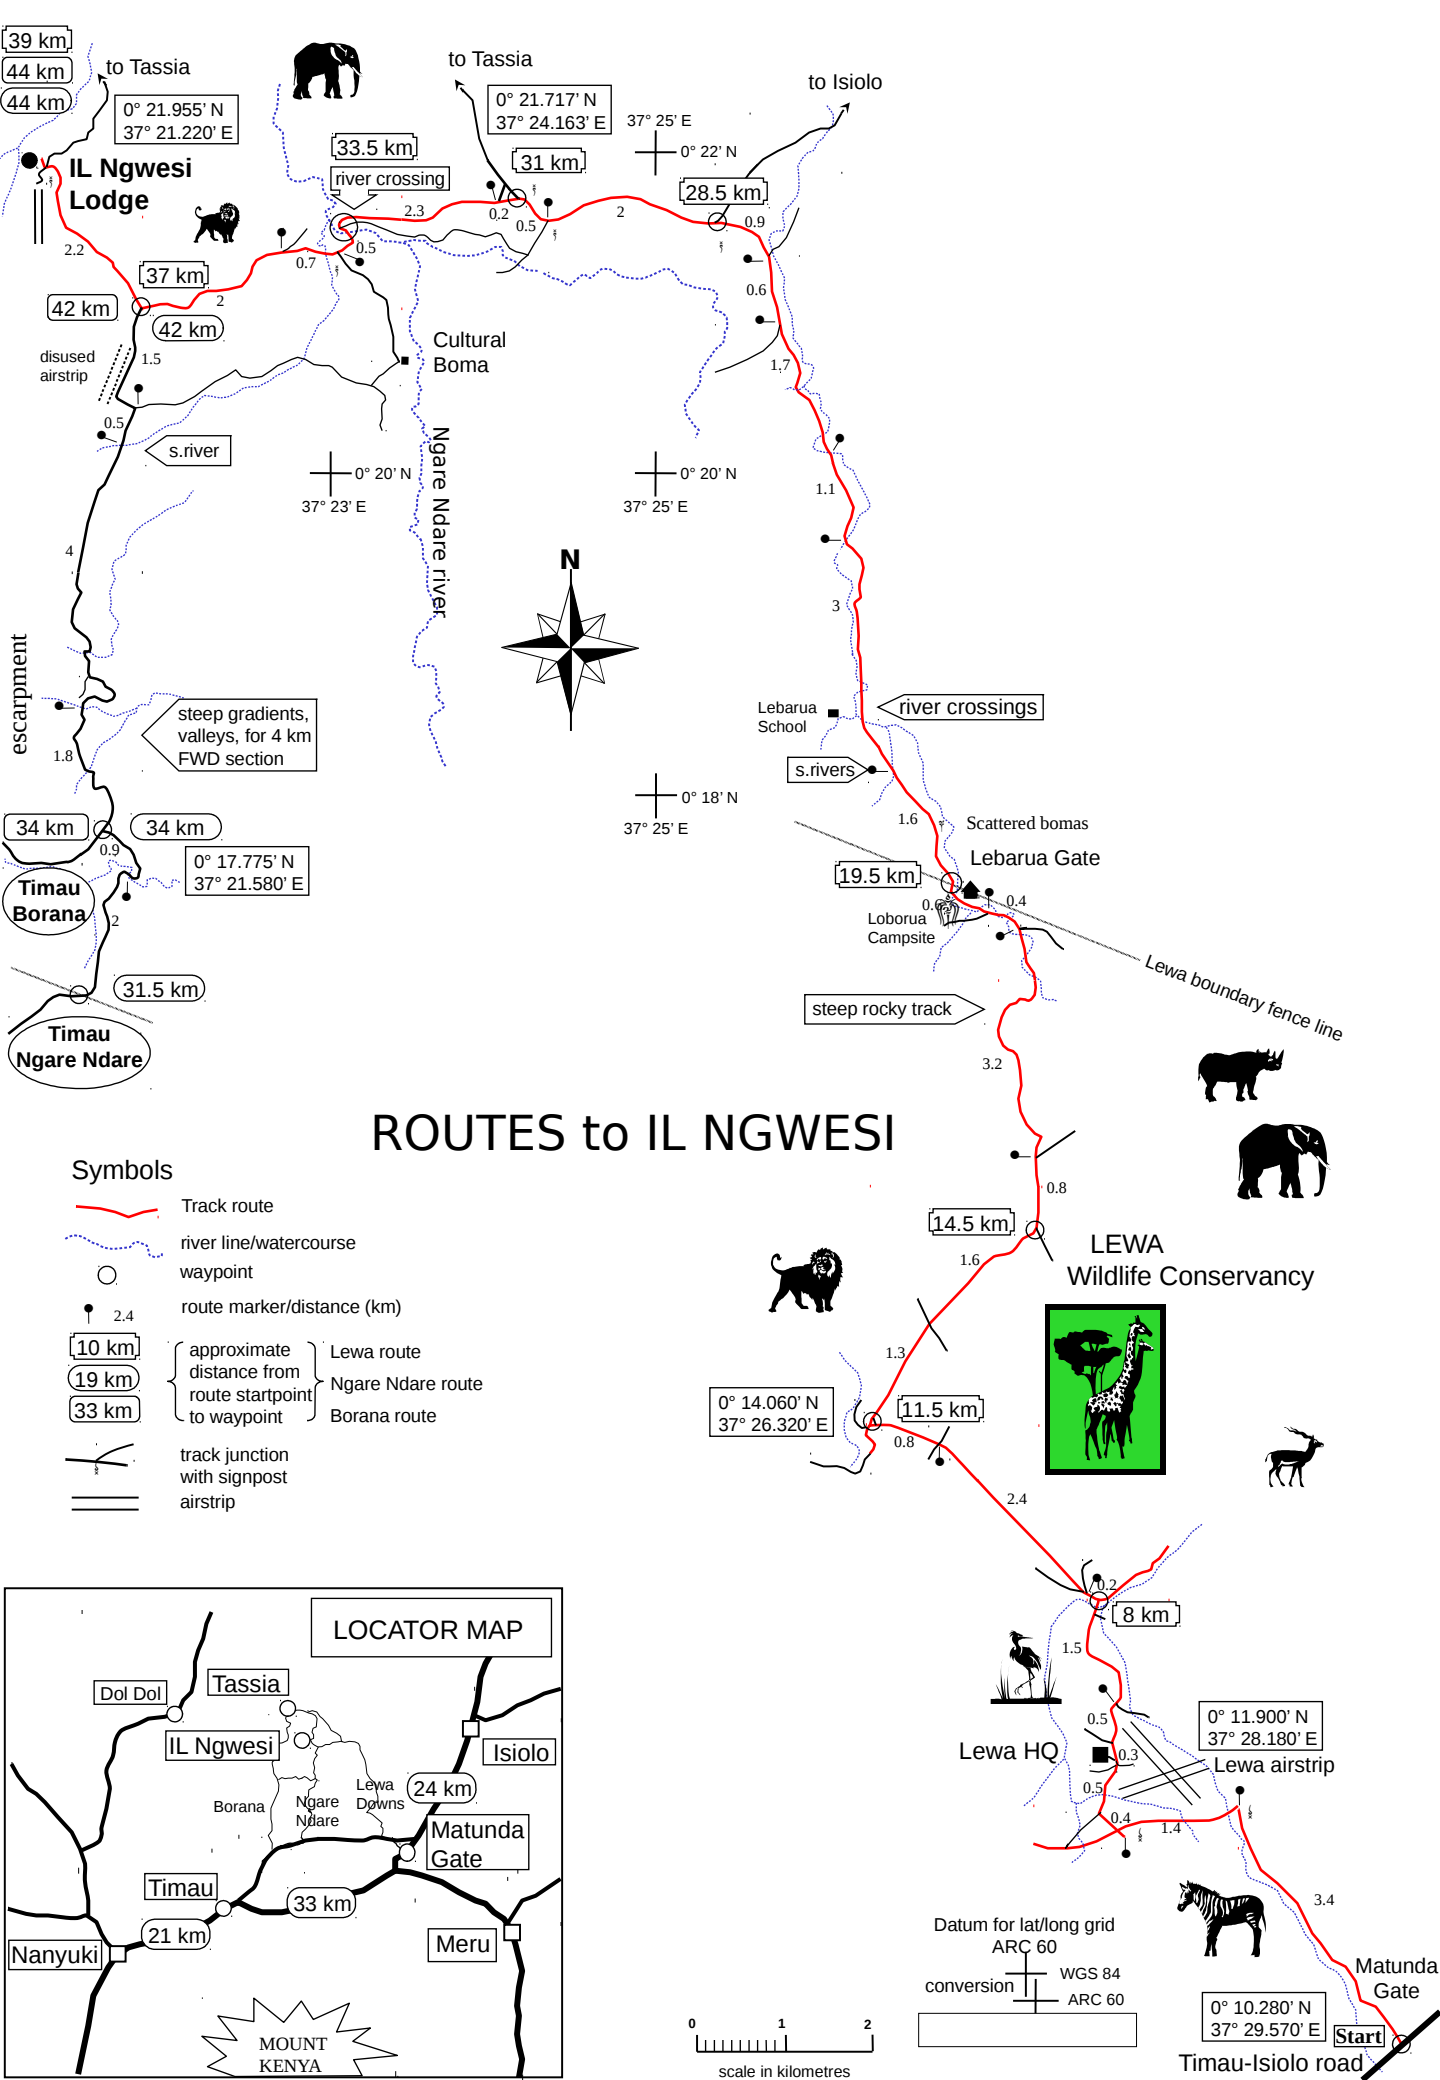 39 km
44 km
44 km
to Tassia
0° 21.955’ N
37° 21.220’ E
IL Ngwesi
Lodge
to Tassia
0° 21.717’ N
37° 24.163’ E
37° 25’ E
0° 22’ N
to Isiolo
33.5 km
river crossing
31 km
28.5 km
2.3
0.2
0.5
2
0.9
2.2
37 km
0.7
0.5
42 km
2
42 km
0.6
disused
airstrip
1.5
Cultural
Boma
1.7
0.5
s.river
Ngare Ndare river
0° 20’ N
37° 23’ E
0° 20’ N
37° 25’ E
1.1
4
N
3
escarpment
steep gradients,
valleys, for 4 km
FWD section
1.8
Lebarua
School
river crossings
s.rivers
0° 18’ N
37° 25’ E
34 km
34 km
0.9
0° 17.775’ N
37° 21.580’ E
Timau
Borana
2
31.5 km
Timau
Ngare Ndare
1.6
Scattered bomas
Lebarua Gate
19.5 km
0.4
Loborua
Campsite
Lewa boundary fence line
steep rocky track
3.2
ROUTES to IL NGWESI
0.8
14.5 km
1.6
LEWA
Wildlife Conservancy
1.3
0° 14.060’ N
37° 26.320’ E
11.5 km
0.8
2.4
Symbols
Track route
river line/watercourse
waypoint
2.4
route marker/distance (km)
10 km
19 km
33 km
approximate
distance from
route startpoint
to waypoint
Lewa route
Ngare Ndare route
Borana route
track junction
with signpost
airstrip
0.2
8 km
1.5
0.5
0° 11.900’ N
37° 28.180’ E
Lewa HQ
0.3
Lewa airstrip
0.5
0.4
1.4
3.4
LOCATOR MAP
Dol Dol
Tassia
IL Ngwesi
Isiolo
Borana
Ngare
Ndare
Lewa
Downs
24 km
Matunda
Gate
Timau
33 km
21 km
Nanyuki
Meru
MOUNT
KENYA
Datum for lat/long grid
ARC 60
conversion
WGS 84
ARC 60
0 1 2
scale in kilometres
Matunda
Gate
0° 10.280’ N
37° 29.570’ E
Start
Timau-Isiolo road